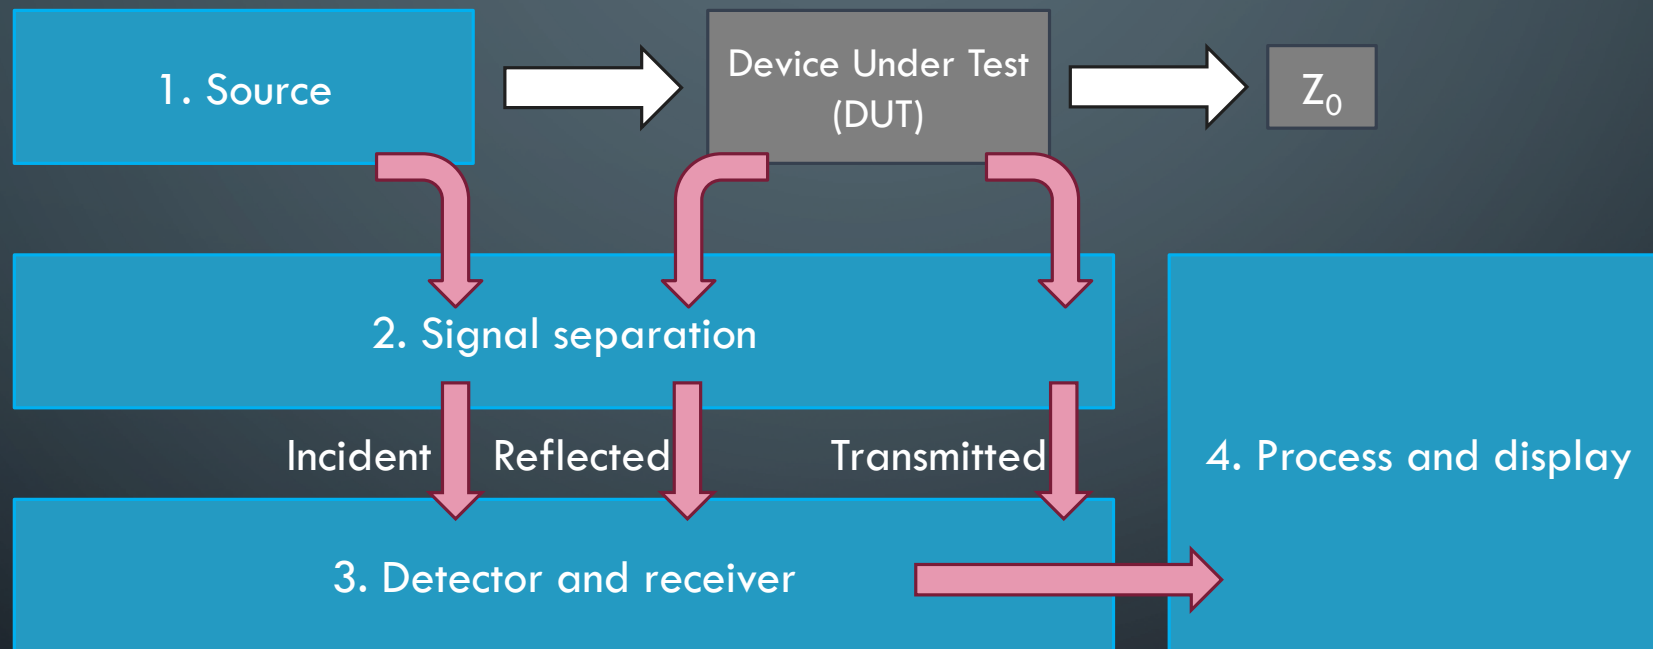 1. Source
Device Under Test
(DUT)
Z₀
2. Signal separation
Incident
Reflected
Transmitted
4. Process and display
3. Detector and receiver